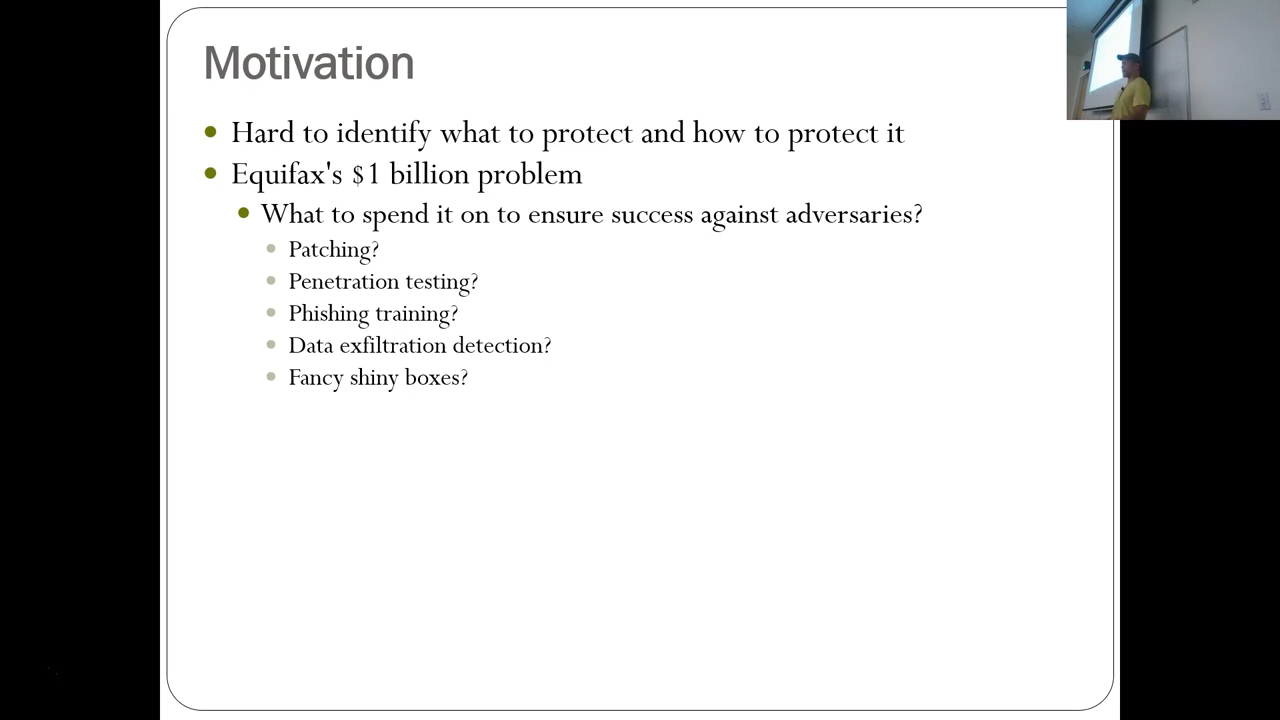 Motivation
Hard to identify what to protect and how to protect it
Equifax's $1 billion problem
What to spend it on to ensure success against adversaries?
Patching?
Penetration testing?
Phishing training?
Data exfiltration detection?
Fancy shiny boxes?